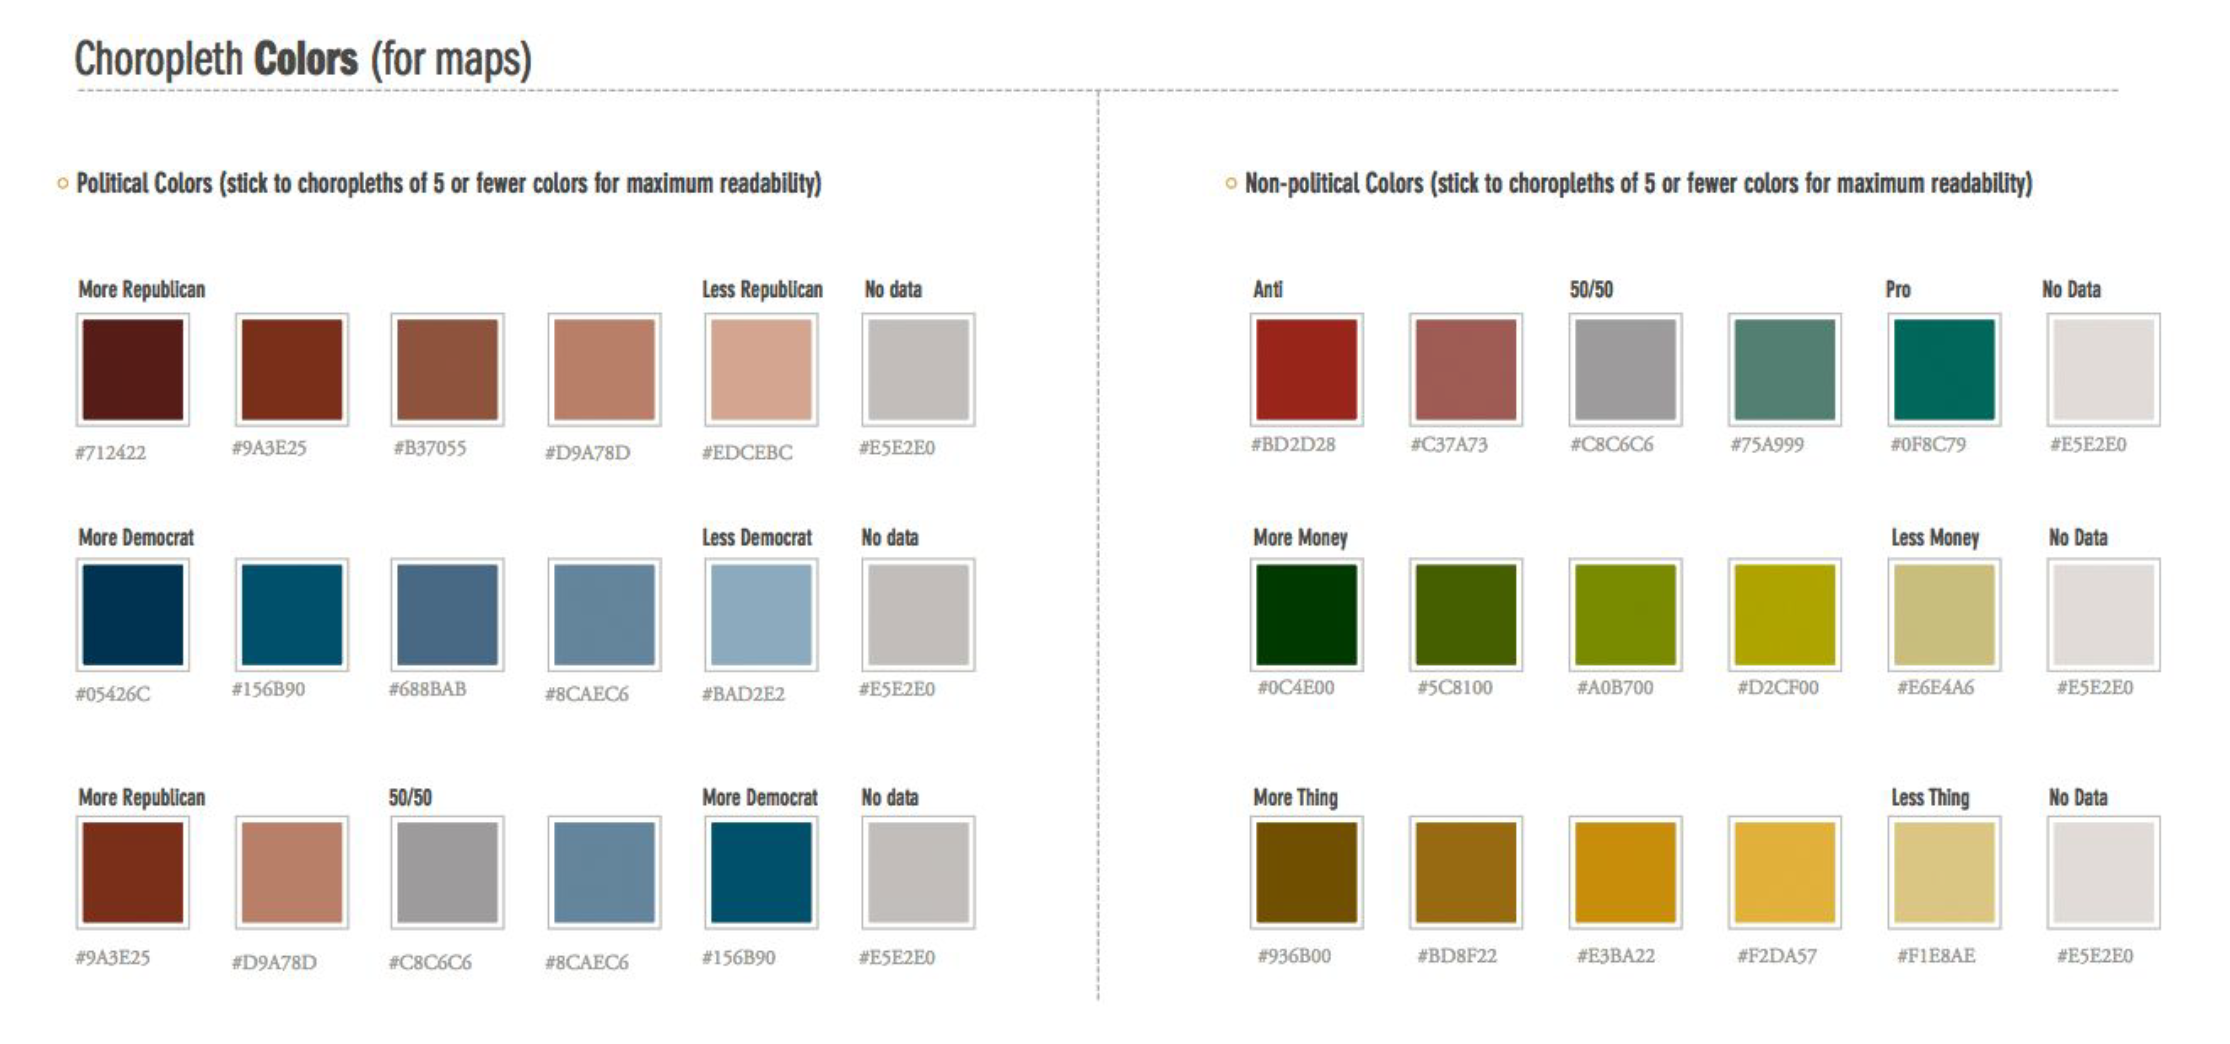 Choropleth Colors (for maps)
Political Colors (stick to choropleths of 5 or fewer colors for maximum readability)
More Republican Less Republican No data
#712422 #9A3E25 #B37055 #D9A78D #EDCEBC #E5E2E0
More Democrat Less Democrat No data
#05426C #156B90 #688BAB #8CAEC6 #BAD2E2 #E5E2E0
More Republican 50/50 More Democrat No data
#9A3E25 #D9A78D #C8C6C6 #8CAEC6 #156B90 #E5E2E0
Non-political Colors (stick to choropleths of 5 or fewer colors for maximum readability)
Anti 50/50 Pro No Data
#BD2D28 #C37A73 #C8C6C6 #75A999 #0F8C79 #E5E2E0
More Money Less Money No Data
#0C4E00 #5C8100 #A0B700 #D2CF00 #E6E4A6 #E5E2E0
More Thing Less Thing No Data
#936B00 #BD8F22 #E3BA22 #F2DA57 #F1E8AE #E5E2E0